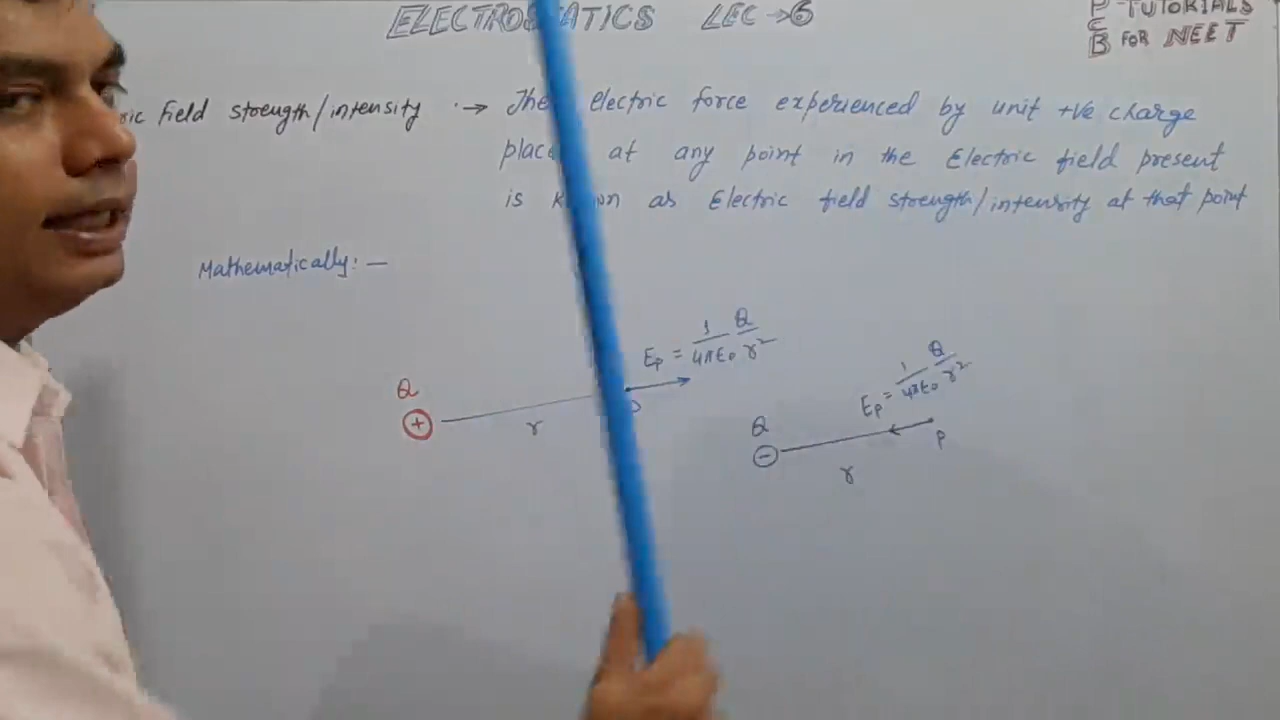 ELECTROSTATICS LEC → 6
PCB TUTORIALS
FOR NEET
ric field strength/intensity :→ The electric force experienced by unit +ve charge
place at any point in the Electric field present
is known as Electric field strength/intensity at that point
Mathematically:—
Ep = 1/4πε₀ Q/r²
Q
+
r
Ep = 1/4πε₀ Q/r²
Q
−
r
P